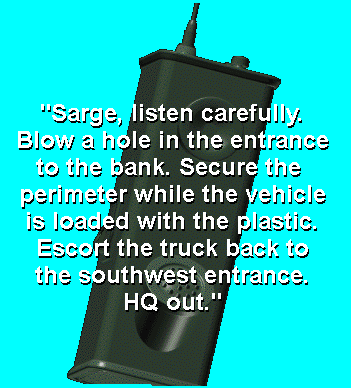 "Sarge, listen carefully.
Blow a hole in the entrance
to the bank. Secure the
perimeter while the vehicle
is loaded with the plastic.
Escort the truck back to
the southwest entrance.
HQ out."